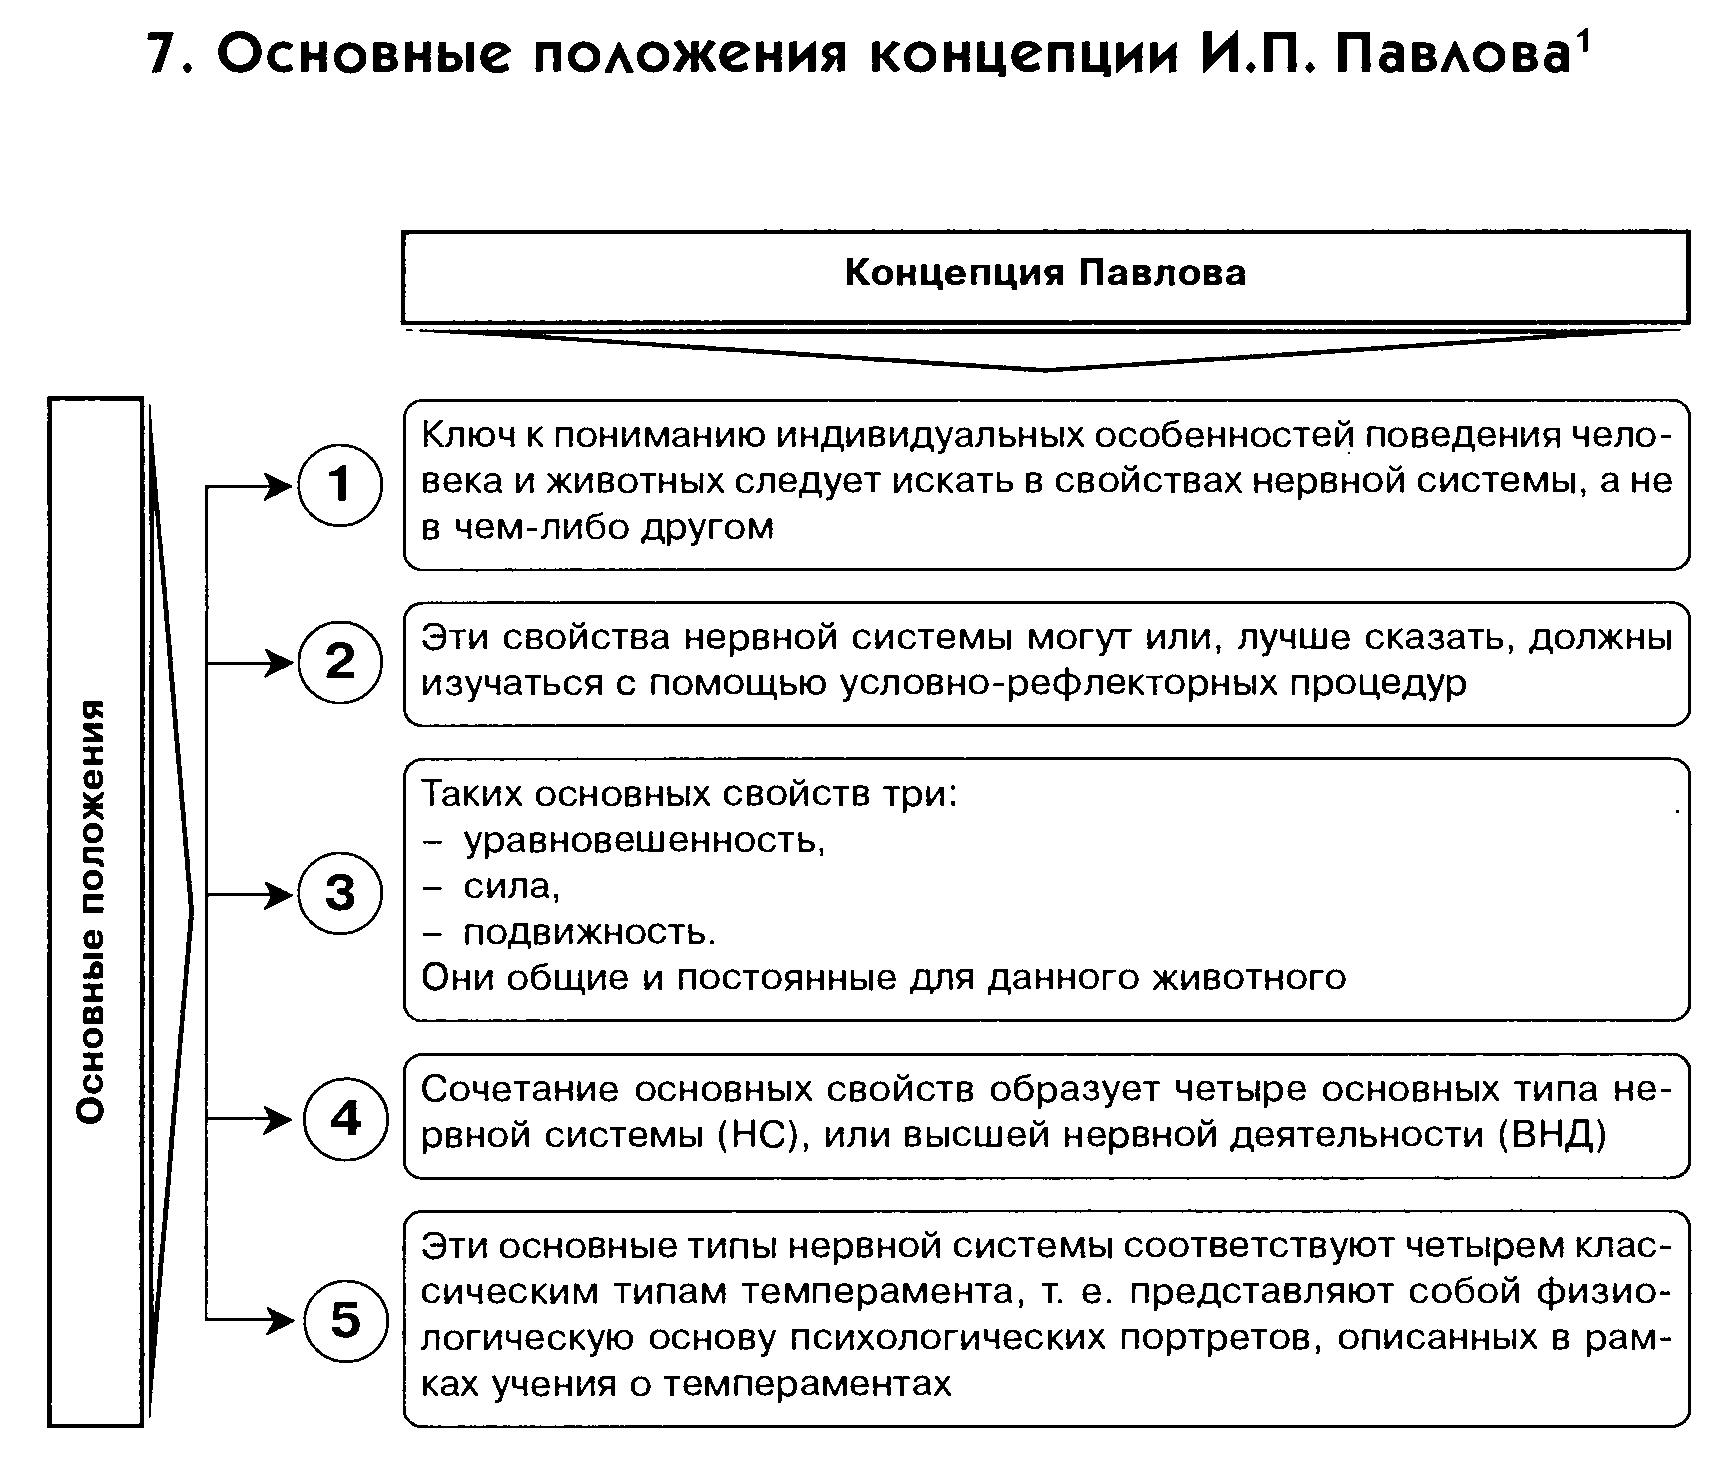 7. Основные положения концепции И.П. Павлова¹
Концепция Павлова
Основные положения
1
Ключ к пониманию индивидуальных особенностей поведения чело-
века и животных следует искать в свойствах нервной системы, а не
в чем-либо другом
2
Эти свойства нервной системы могут или, лучше сказать, должны
изучаться с помощью условно-рефлекторных процедур
3
Таких основных свойств три:
– уравновешенность,
– сила,
– подвижность.
Они общие и постоянные для данного животного
4
Сочетание основных свойств образует четыре основных типа не-
рвной системы (НС), или высшей нервной деятельности (ВНД)
5
Эти основные типы нервной системы соответствуют четырем клас-
сическим типам темперамента, т. е. представляют собой физио-
логическую основу психологических портретов, описанных в рам-
ках учения о темпераментах